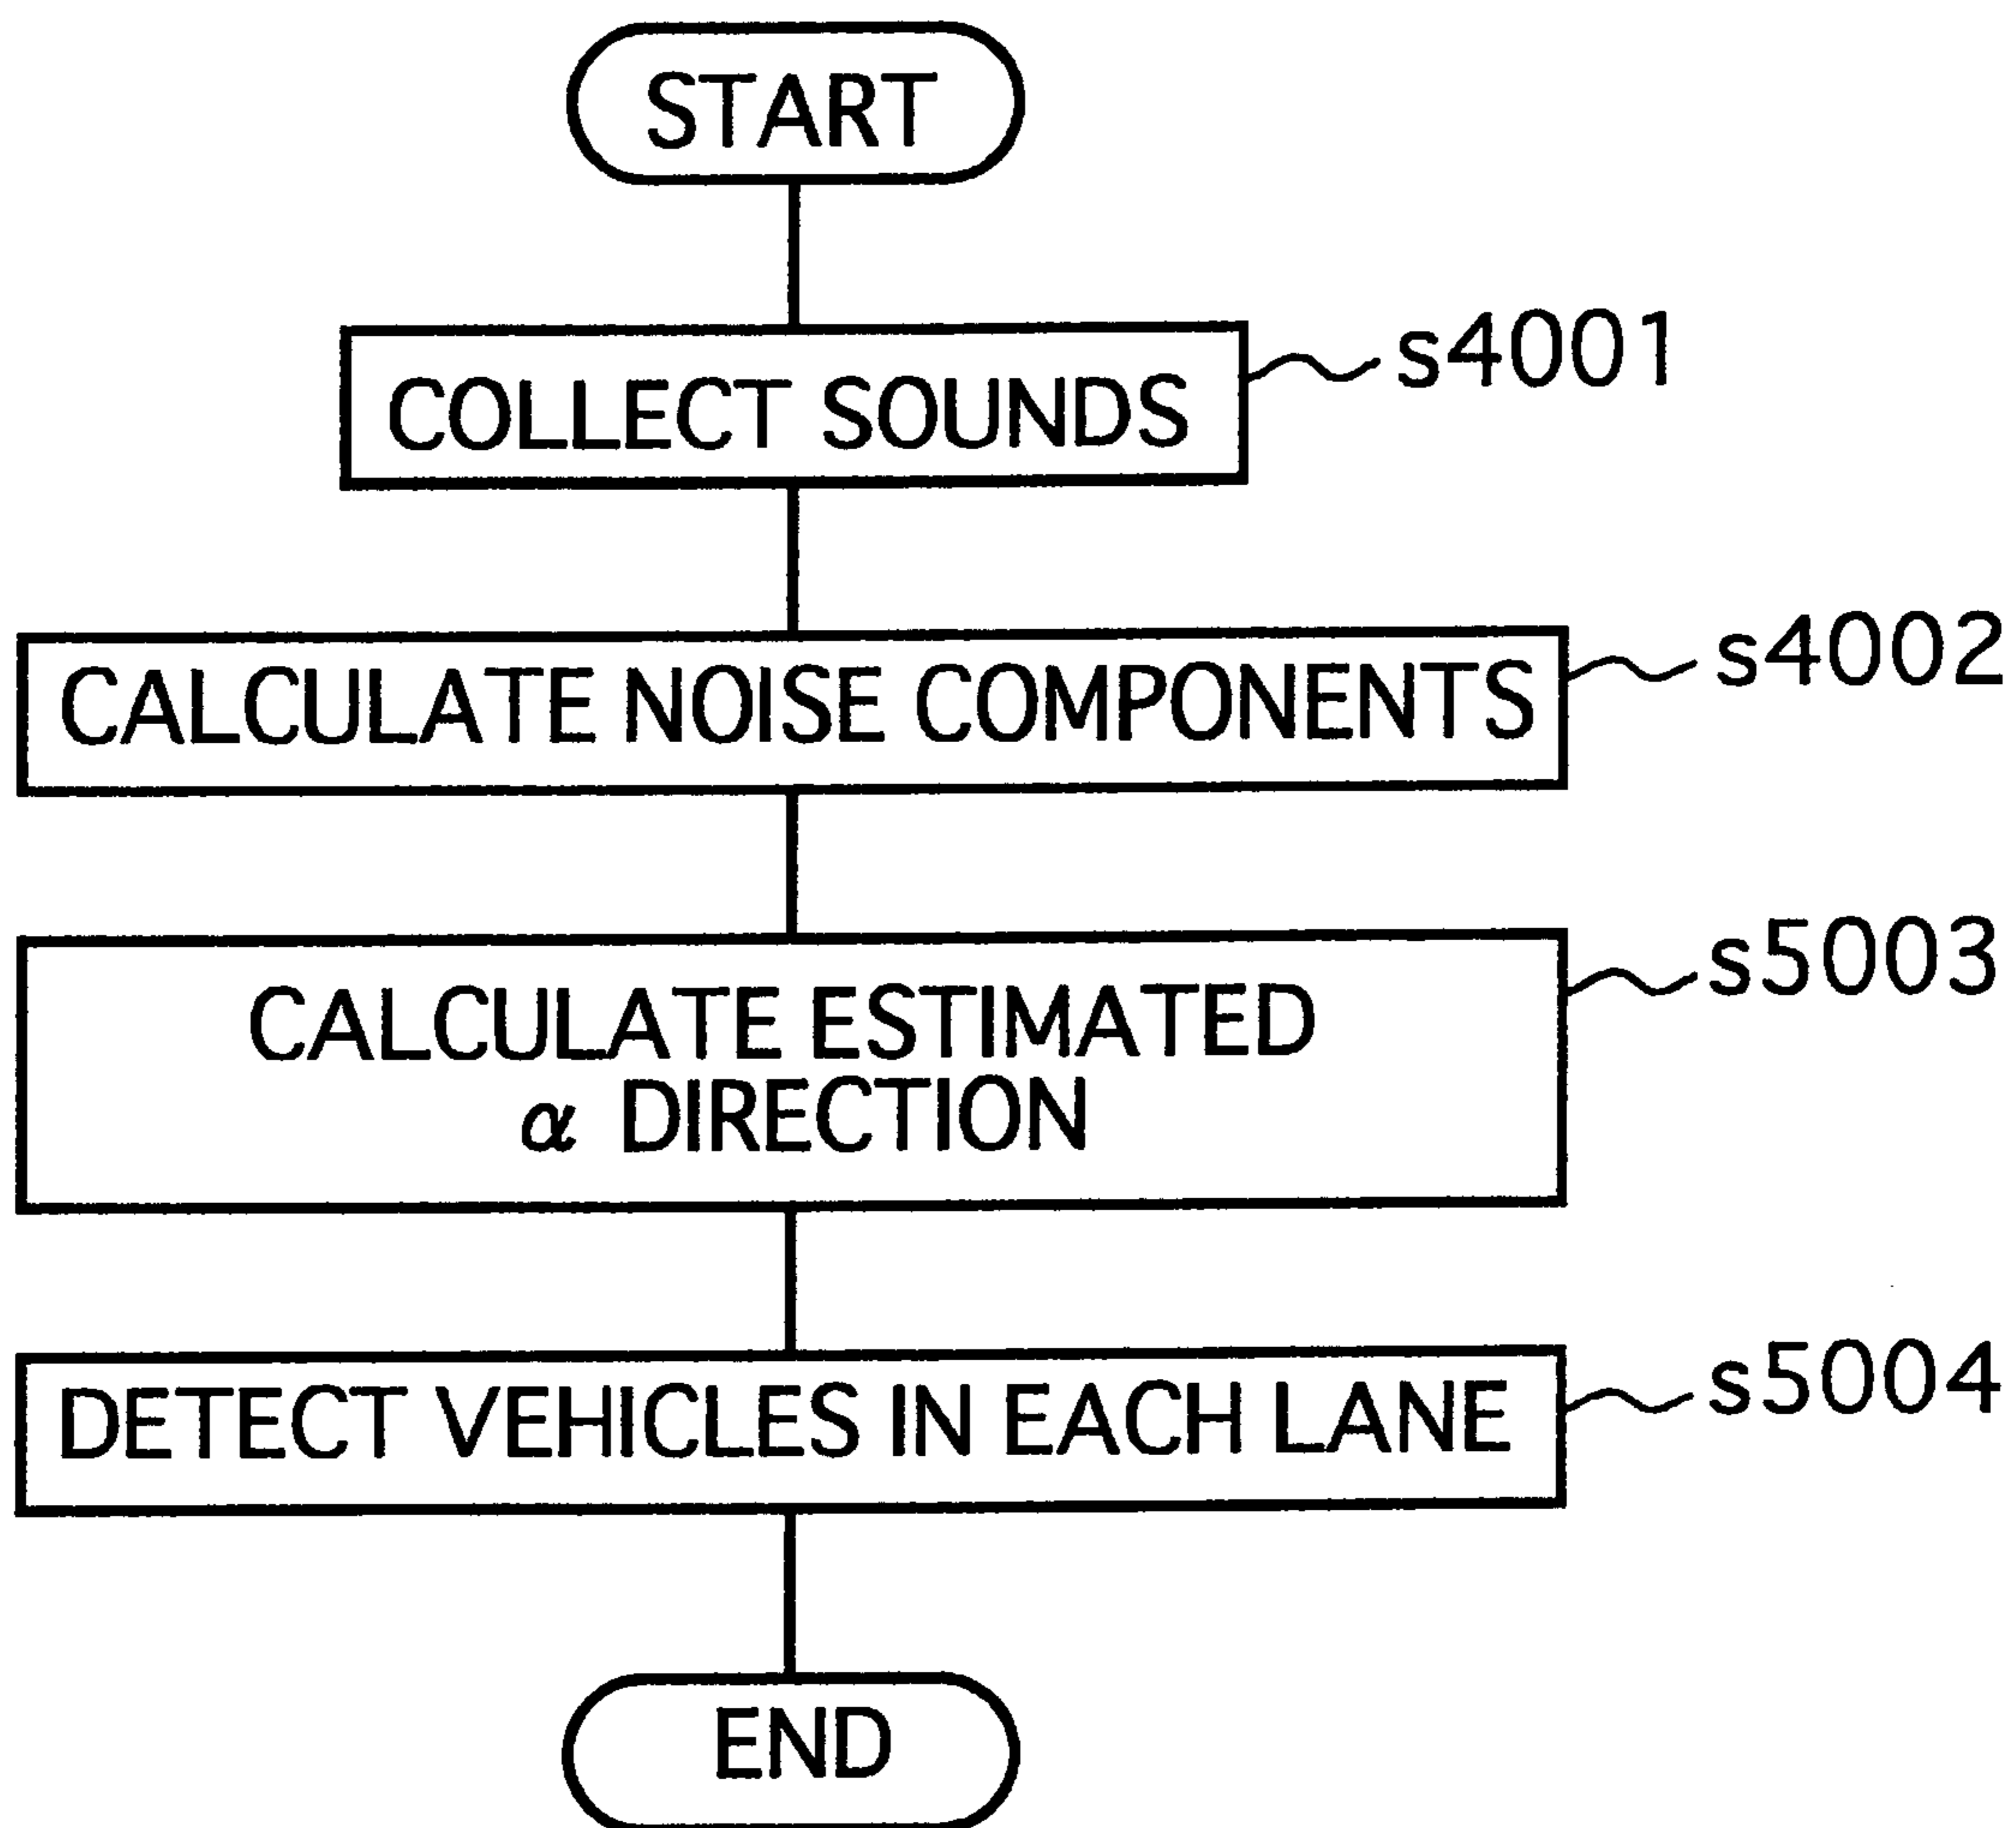 START
COLLECT SOUNDS
s4001
CALCULATE NOISE COMPONENTS
s4002
CALCULATE ESTIMATED
α DIRECTION
s5003
DETECT VEHICLES IN EACH LANE
s5004
END